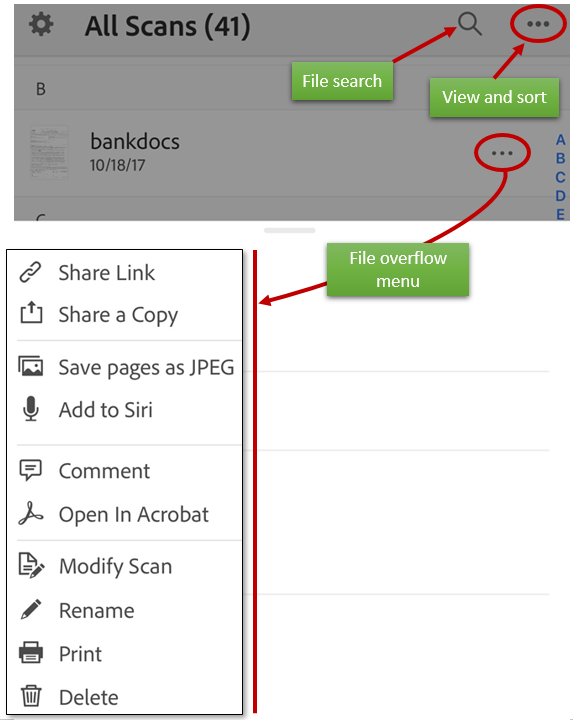 All Scans (41)
File search
View and sort
B
bankdocs
10/18/17
A
B
C
D
E
File overflow
menu
Share Link
Share a Copy
Save pages as JPEG
Add to Siri
Comment
Open In Acrobat
Modify Scan
Rename
Print
Delete